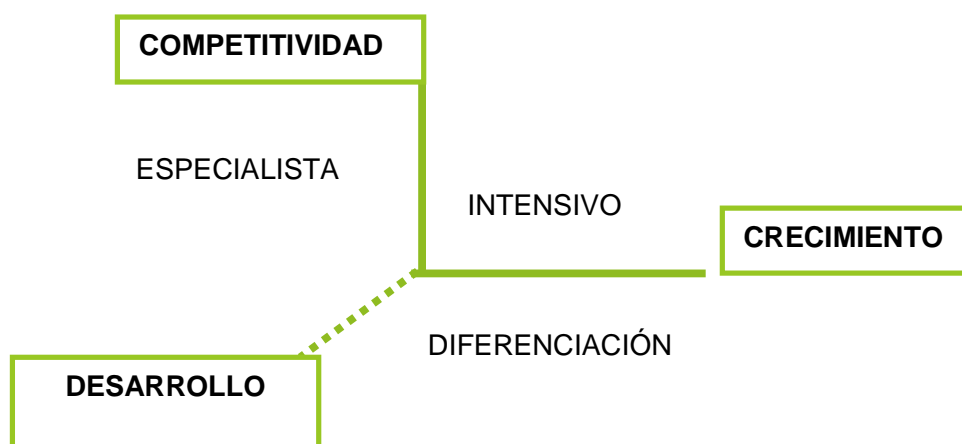 COMPETITIVIDAD
ESPECIALISTA
INTENSIVO
CRECIMIENTO
DIFERENCIACIÓN
DESARROLLO